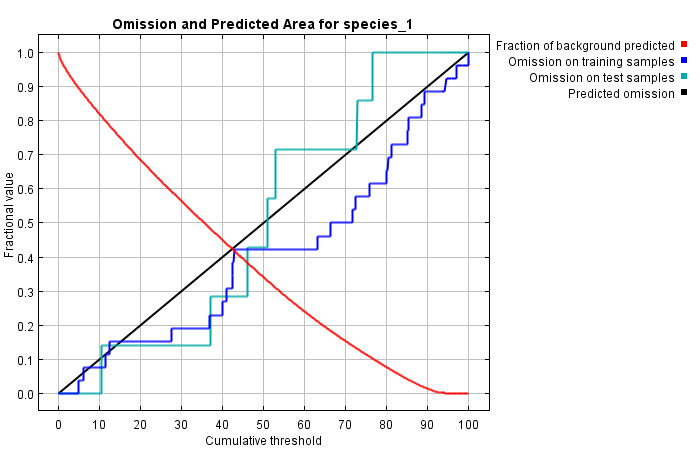 Omission and Predicted Area for species_1
Fraction of background predicted
Omission on training samples
Omission on test samples
Predicted omission
Fractional value
1.0
0.9
0.8
0.7
0.6
0.5
0.4
0.3
0.2
0.1
0.0
0 10 20 30 40 50 60 70 80 90 100
Cumulative threshold